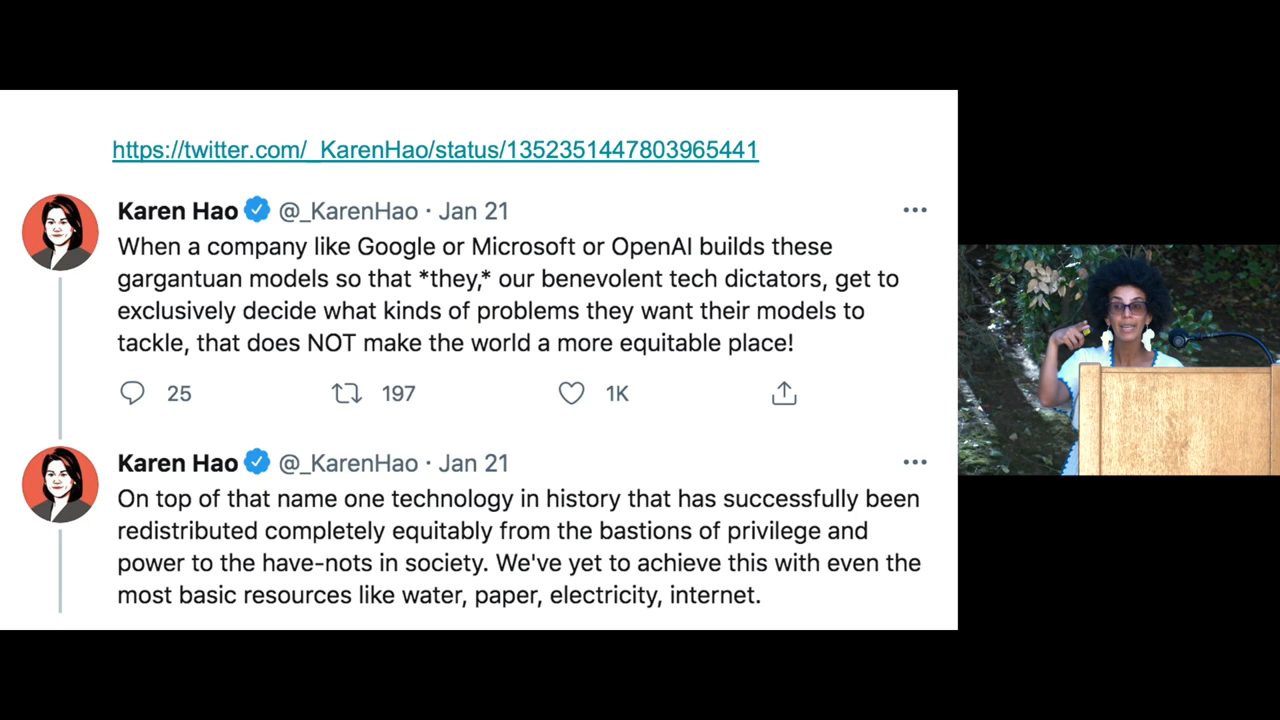 https://twitter.com/_KarenHao/status/1352351447803965441
Karen Hao @_KarenHao · Jan 21
When a company like Google or Microsoft or OpenAI builds these
gargantuan models so that *they,* our benevolent tech dictators, get to
exclusively decide what kinds of problems they want their models to
tackle, that does NOT make the world a more equitable place!
25 197 1K
Karen Hao @_KarenHao · Jan 21
On top of that name one technology in history that has successfully been
redistributed completely equitably from the bastions of privilege and
power to the have-nots in society. We've yet to achieve this with even the
most basic resources like water, paper, electricity, internet.